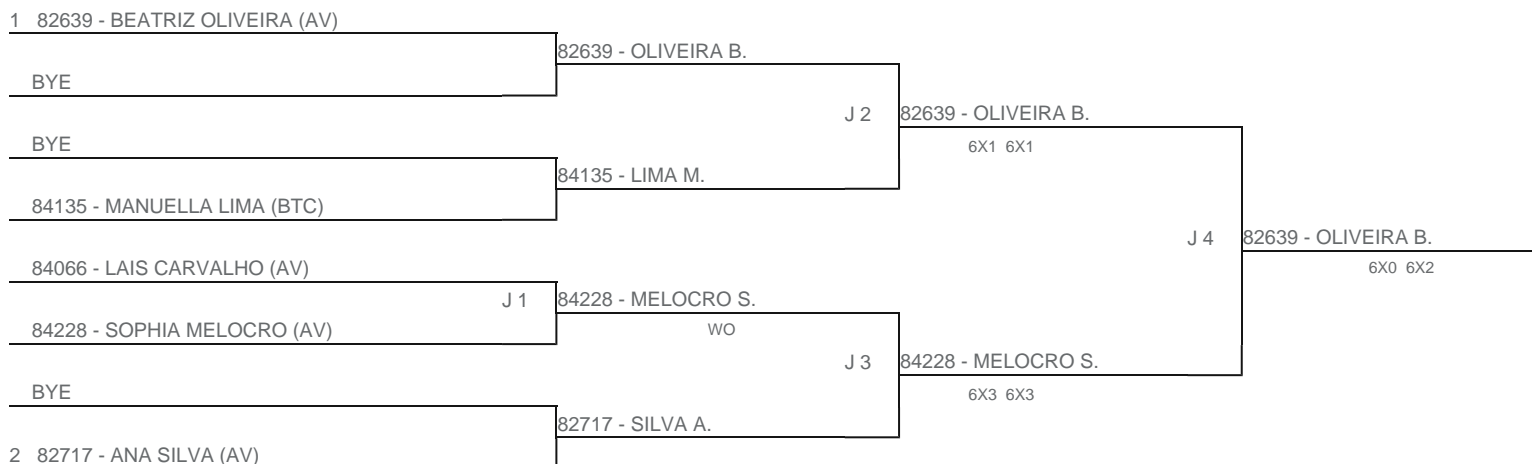 1 82639 - BEATRIZ OLIVEIRA (AV)
82639 - OLIVEIRA B.
BYE
J 2
82639 - OLIVEIRA B.
6X1 6X1
BYE
84135 - LIMA M.
84135 - MANUELLA LIMA (BTC)
J 4
82639 - OLIVEIRA B.
6X0 6X2
84066 - LAIS CARVALHO (AV)
J 1
84228 - MELOCRO S.
WO
84228 - SOPHIA MELOCRO (AV)
J 3
84228 - MELOCRO S.
6X3 6X3
BYE
82717 - SILVA A.
2 82717 - ANA SILVA (AV)